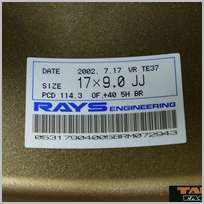 DATE 2002. 7.17 VR TE37
SIZE 17×9.0 JJ
PCD 114.3 OF.+40 5H BR
RAYS ENGINEERING
05317904005BRM072943